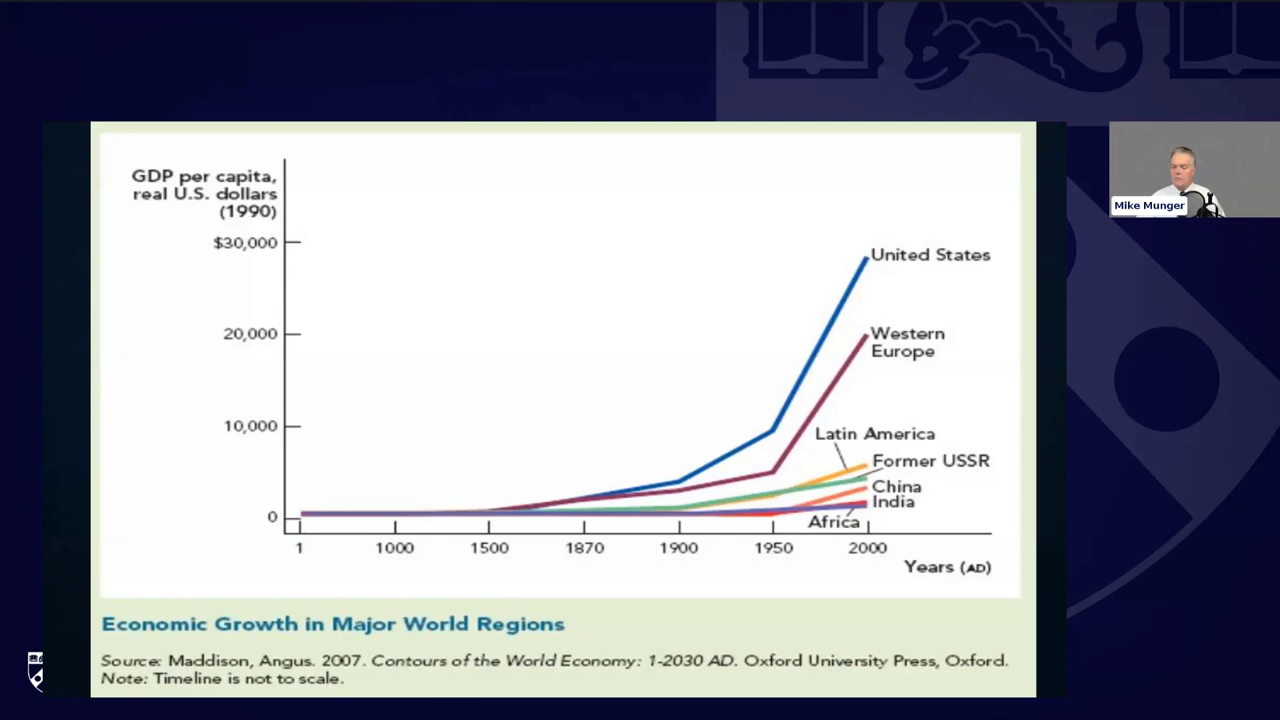 GDP per capita,
real U.S. dollars
(1990)
$30,000
20,000
10,000
0
United States
Western
Europe
Latin America
Former USSR
China
India
Africa
1 1000 1500 1870 1900 1950 2000
Years (AD)
Economic Growth in Major World Regions
Source: Maddison, Angus. 2007. Contours of the World Economy: 1-2030 AD. Oxford University Press, Oxford.
Note: Timeline is not to scale.
Mike Munger